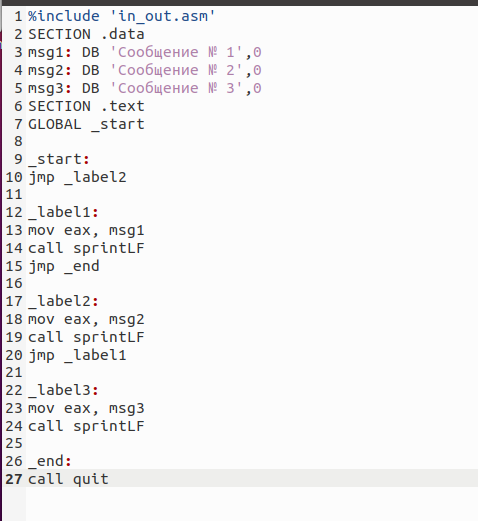 1 %include 'in_out.asm'
2 SECTION .data
3 msg1: DB 'Сообщение № 1',0
4 msg2: DB 'Сообщение № 2',0
5 msg3: DB 'Сообщение № 3',0
6 SECTION .text
7 GLOBAL _start
8
9 _start:
10 jmp _label2
11
12 _label1:
13 mov eax, msg1
14 call sprintLF
15 jmp _end
16
17 _label2:
18 mov eax, msg2
19 call sprintLF
20 jmp _label1
21
22 _label3:
23 mov eax, msg3
24 call sprintLF
25
26 _end:
27 call quit